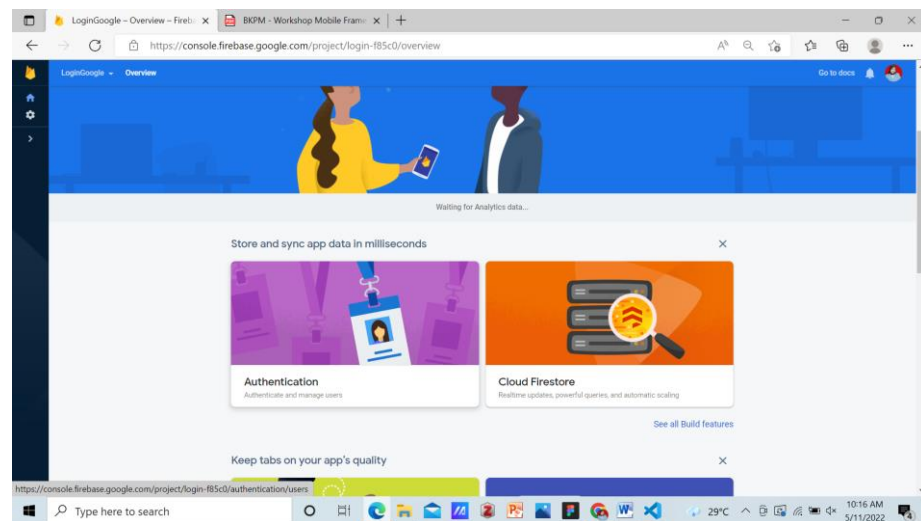 LoginGoogle – Overview – Fireb
BKPM - Workshop Mobile Frame
https://console.firebase.google.com/project/login-f85c0/overview
LoginGoogle
Overview
Go to docs
Waiting for Analytics data...
Store and sync app data in milliseconds
Authentication
Authenticate and manage users
Cloud Firestore
Realtime updates, powerful queries, and automatic scaling
See all Build features
Keep tabs on your app's quality
https://console.firebase.google.com/project/login-f85c0/authentication/users
Type here to search
29°C
10:16 AM
5/11/2022